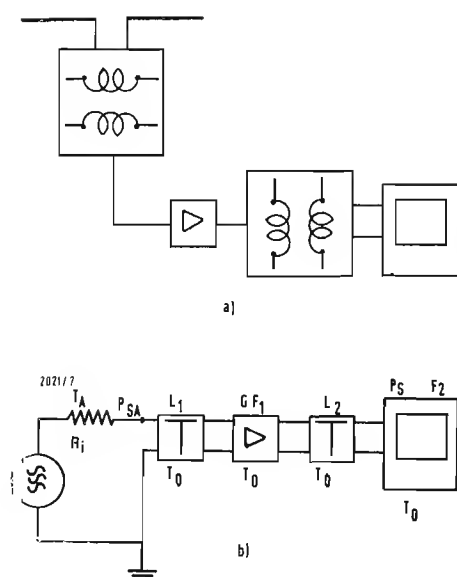 a)
2021/7
T_A
P_SA
L_1
G F_1
L_2
P_S F_2
R_i
T_0
T_0
T_0
T_0
b)